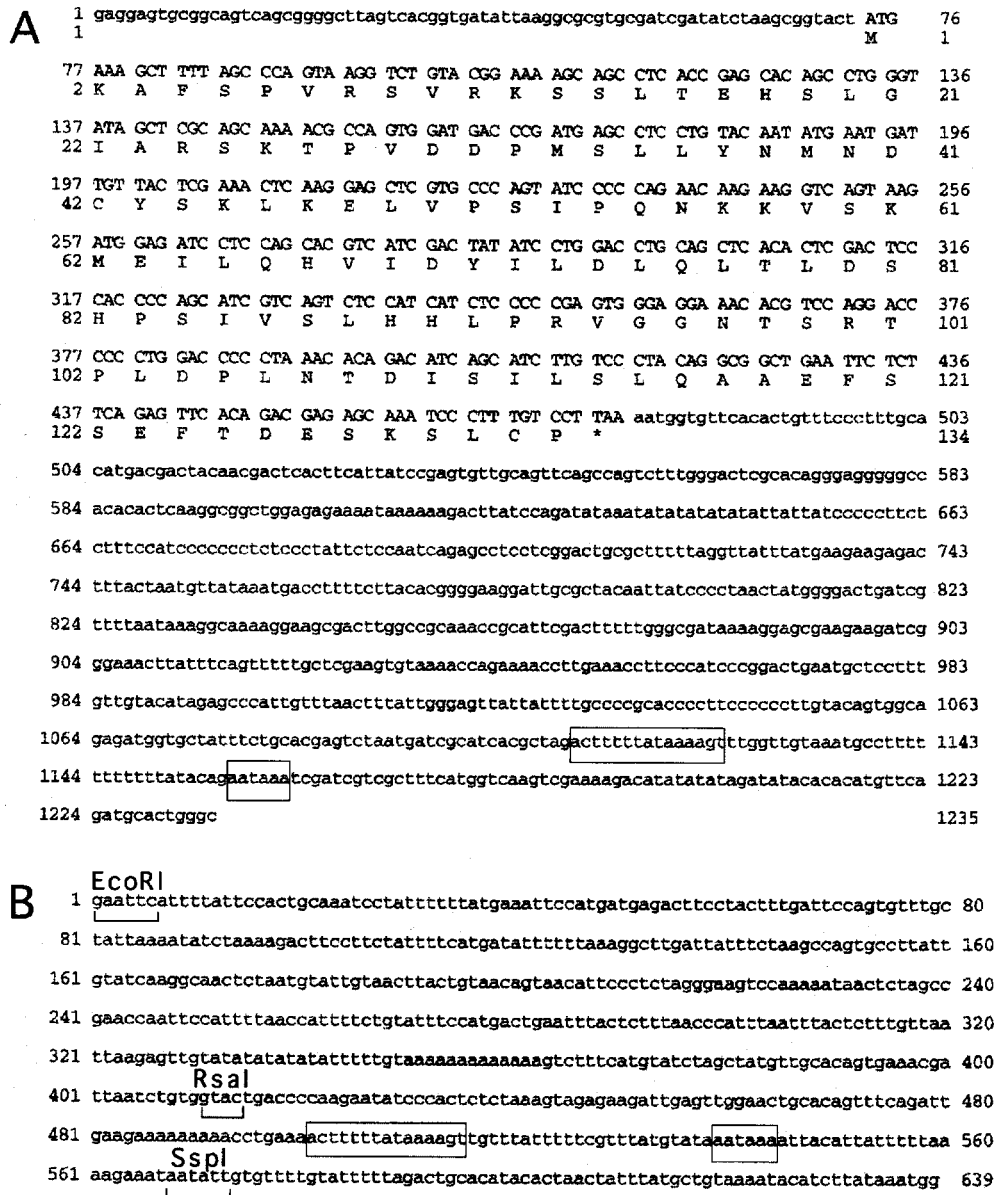 A
1 gaggagtgcggcagtcagcggggcttagtcacggtgatattaaggcgcgtgcgatcgatatctaagcggtact ATG 76
1 M 1
77 AAA GCT TTT AGC CCA GTA AGG TCT GTA CGG AAA AGC AGC CTC ACC GAG CAC AGC CTG GGT 136
2 K A F S P V R S V R K S S L T E H S L G 21
137 ATA GCT CGC AGC AAA ACG CCA GTG GAT GAC CCG ATG AGC CTC CTG TAC AAT ATG AAT GAT 196
22 I A R S K T P V D D P M S L L Y N M N D 41
197 TGT TAC TCG AAA CTC AAG GAG CTC GTG CCC AGT ATC CCC CAG AAC AAG AAG GTC AGT AAG 256
42 C Y S K L K E L V P S I P Q N K K V S K 61
257 ATG GAG ATC CTC CAG CAC GTC ATC GAC TAT ATC CTG GAC CTG CAG CTC ACA CTC GAC TCC 316
62 M E I L Q H V I D Y I L D L Q L T L D S 81
317 CAC CCC AGC ATC GTC AGT CTC CAT CAT CTC CCC CGA GTG GGA GGA AAC ACG TCC AGG ACC 376
82 H P S I V S L H H L P R V G G N T S R T 101
377 CCC CTG GAC CCC CTA AAC ACA GAC ATC AGC ATC TTG TCC CTA CAG GCG GCT GAA TTC TCT 436
102 P L D P L N T D I S I L S L Q A A E F S 121
437 TCA GAG TTC ACA GAC GAG AGC AAA TCC CTT TGT CCT TAA aatggtgttcacactgtttcccctttgca 503
122 S E F T D E S K S L C P * 134
504 catgacgactacaacgactcacttcattatccgagtgttgcagttcagccagtctttgggactcgcacagggagggggcc 583
584 acacactcaaggcggctggagagaaaataaaaaagacttatccagatataaatatatatatatattattatcccccttct 663
664 ctttccatcccccccctctccctattctccaatcagagcctcctcggactgcgctttttaggttatttatgaagaagagac 743
744 tttactaatgttataaatgaccttttcttacacggggaaggattgcgctacaattatcccctaactatggggactgatcg 823
824 ttttaataaaggcaaaaggaagcgacttggccgcaaaccgcattcgactttttgggcgataaaaggagcgaagaagatcg 903
904 ggaaacttatttcagtttttgctcgaagtgtaaaaccagaaaaccttgaaaccttcccatcccggactgaatgctccttt 983
984 gttgtacatagagcccattgtttaactttattgggagttattattttgccccgcaccccttcccccttgtacagtggca 1063
1064 gagatggtgctatttctgcacgagtctaatgatcgcatcacgctagactttttataaaagtttggttgtaaatgcctttt 1143
1144 tttttttatacagaataaatcgatcgtcgctttcatggtcaagtcgaaaagacatatatatagatatacacacatgttca 1223
1224 gatgcactgggc 1235
B
EcoRI
1 gaattcattttattccactgcaaatcctattttttatgaaattccatgatgagacttcctactttgattccagtgtttgc 80
81 tattaaaatatctaaaagacttccttctattttcatgatattttttaaaggcttgattatttctaagccagtgccttatt 160
161 gtatcaaggcaactctaatgtattgtaacttactgtaacagtaacattccctctagggaagtccaaaaataactctagcc 240
241 gaaccaattccattttaaccattttctgtatttccatgactgaatttactctttaacccatttaatttactctttgttaa 320
321 ttaagagttgtatatatatatatttttgtaaaaaaaaaaaaaagtctttcatgtatctagctatgttgcacagtgaaacga 400
RsaI
401 ttaatctgtggtactgaccccaagaatatcccactctctaaagtagagaagattgagttggaactgcacagtttcagatt 480
481 gaagaaaaaaaaacctgaaaactttttataaaagttgtttatttttcgtttatgtataaataaaattacattatttttaa 560
SspI
561 aagaaataatattgtgttttgtatttttagactgcacatacactaactatttatgctgtaaaatacatcttataaatgg 639